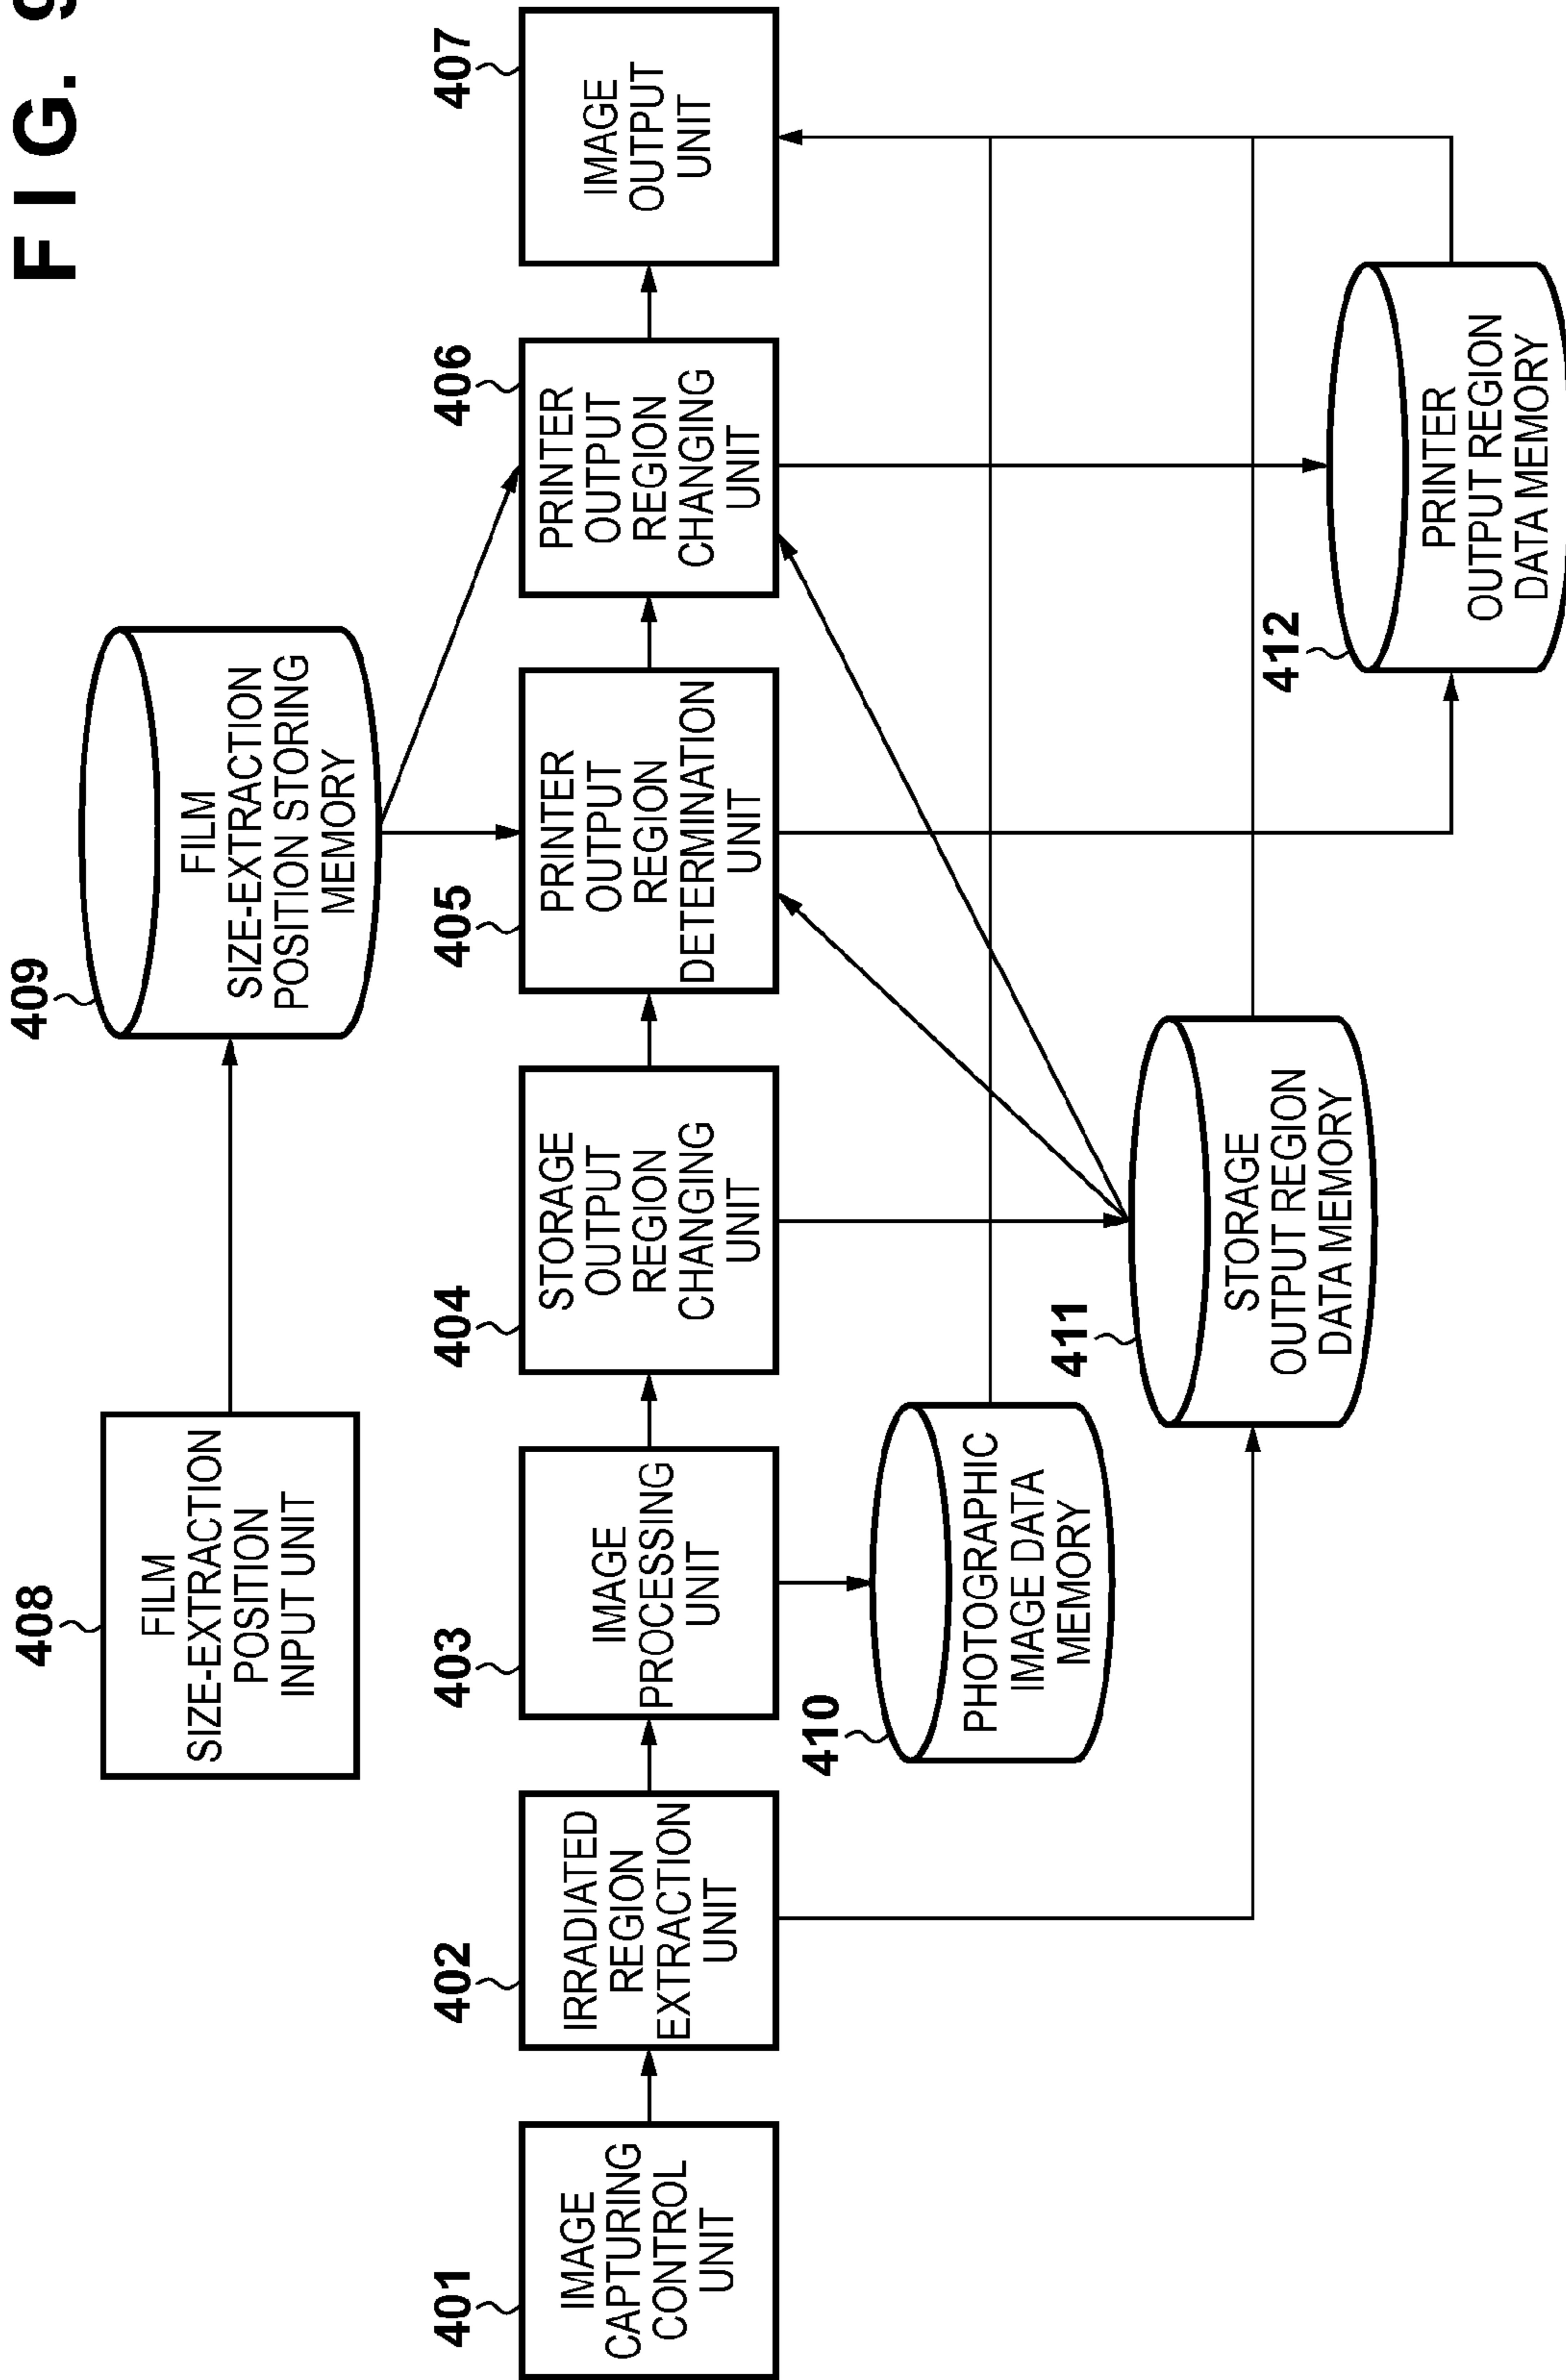 F I G. 9
408
FILM
SIZE-EXTRACTION
POSITION
INPUT UNIT
409
FILM
SIZE-EXTRACTION
POSITION STORING
MEMORY
401
IMAGE
CAPTURING
CONTROL
UNIT
402
IRRADIATED
REGION
EXTRACTION
UNIT
403
IMAGE
PROCESSING
UNIT
404
STORAGE
OUTPUT
REGION
CHANGING
UNIT
405
PRINTER
OUTPUT
REGION
DETERMINATION
UNIT
406
PRINTER
OUTPUT
REGION
CHANGING
UNIT
407
IMAGE
OUTPUT
UNIT
410
PHOTOGRAPHIC
IMAGE DATA
MEMORY
411
STORAGE
OUTPUT REGION
DATA MEMORY
412
PRINTER
OUTPUT REGION
DATA MEMORY